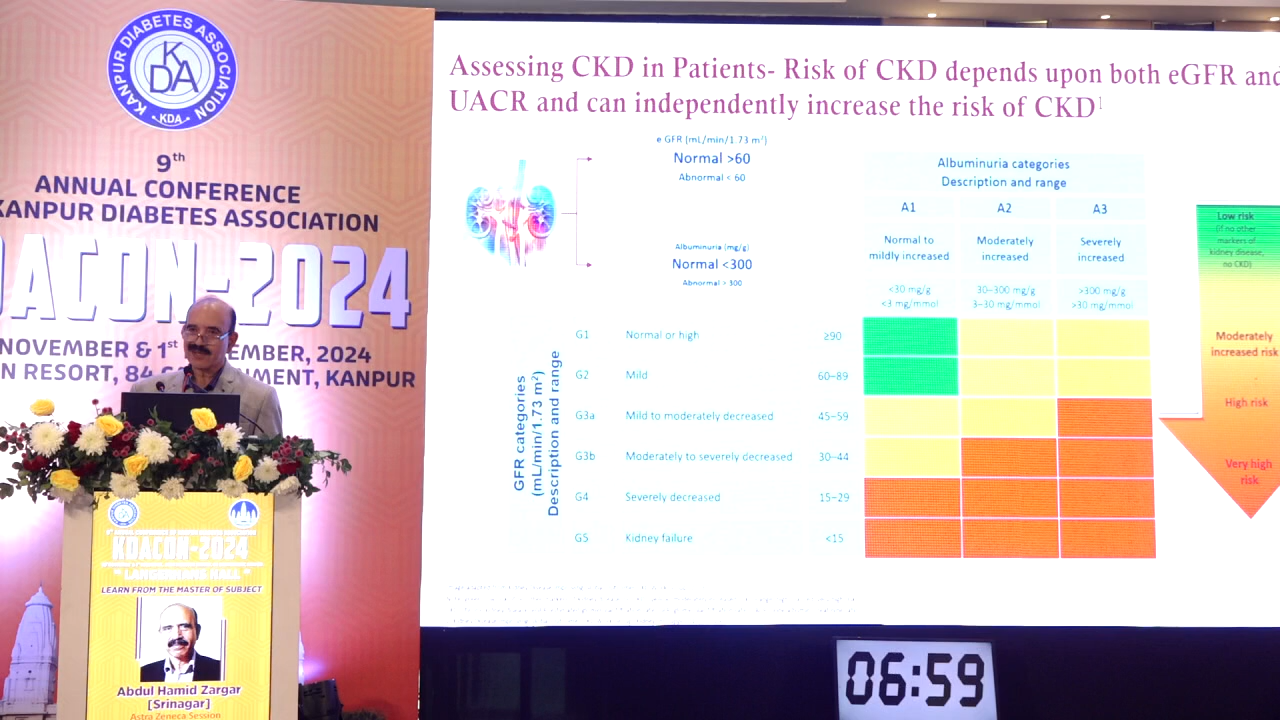 KANPUR DIABETES ASSOCIATION
KDA
KDA
9th
ANNUAL CONFERENCE
KANPUR DIABETES ASSOCIATION
DACON-2024
NOVEMBER & 1st EMBER, 2024
N RESORT, 84 NMENT, KANPUR
KDACON-2024
LEARN FROM THE MASTER OF SUBJECT
Abdul Hamid Zargar
[Srinagar]
Astra Zeneca Session
Assessing CKD in Patients- Risk of CKD depends upon both eGFR and
UACR and can independently increase the risk of CKD1
e GFR (mL/min/1.73 m²)
Normal >60
Abnormal < 60
Albuminuria (mg/g)
Normal <300
Abnormal > 300
Albuminuria categories
Description and range
A1 A2 A3
Normal to mildly increased
Moderately increased
Severely increased
<30 mg/g
<3 mg/mmol
30–300 mg/g
3–30 mg/mmol
>300 mg/g
>30 mg/mmol
GFR categories
(mL/min/1.73 m²)
Description and range
G1 Normal or high ≥90
G2 Mild 60–89
G3a Mild to moderately decreased 45–59
G3b Moderately to severely decreased 30–44
G4 Severely decreased 15–29
G5 Kidney failure <15
Low risk
(if no other
markers of
kidney disease,
no CKD)
Moderately
increased risk
High risk
Very high
risk
06:59